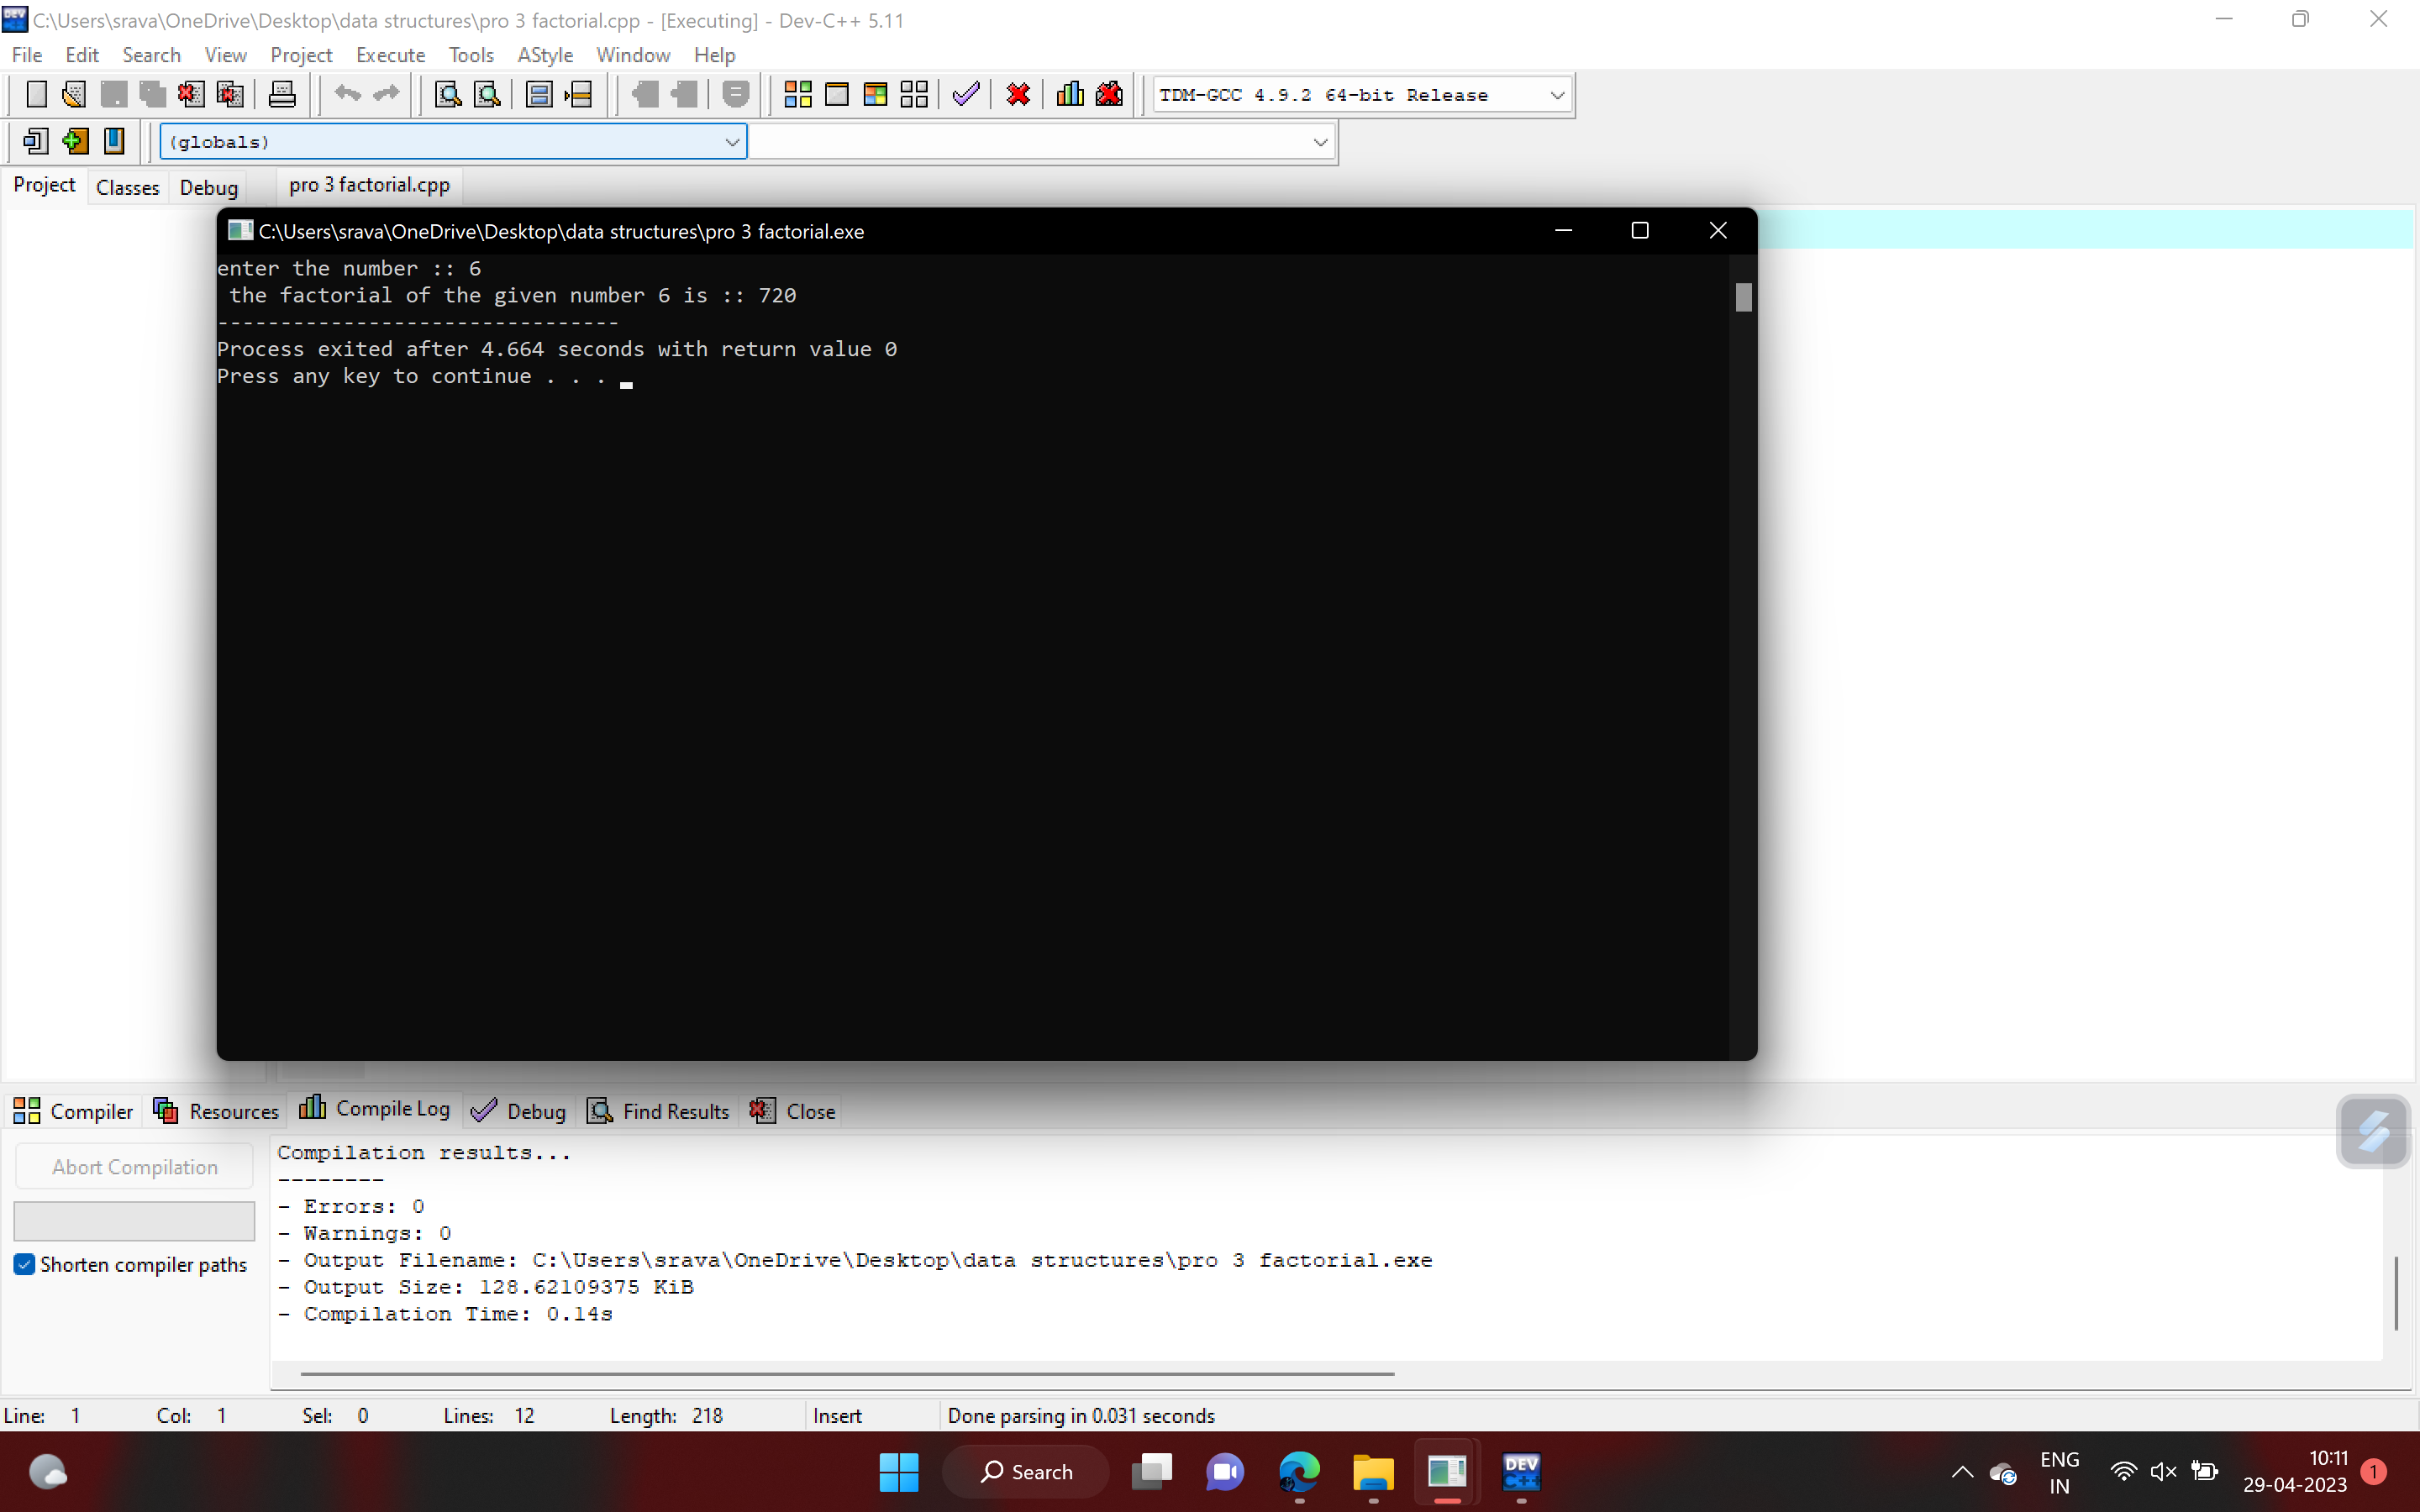 C:\Users\srava\OneDrive\Desktop\data structures\pro 3 factorial.cpp - [Executing] - Dev-C++ 5.11
File Edit Search View Project Execute Tools AStyle Window Help
TDM-GCC 4.9.2 64-bit Release
(globals)
Project Classes Debug pro 3 factorial.cpp
C:\Users\srava\OneDrive\Desktop\data structures\pro 3 factorial.exe
enter the number :: 6
the factorial of the given number 6 is :: 720
--------------------------------
Process exited after 4.664 seconds with return value 0
Press any key to continue . . .
Compiler Resources Compile Log Debug Find Results Close
Abort Compilation
Shorten compiler paths
Compilation results...
--------
- Errors: 0
- Warnings: 0
- Output Filename: C:\Users\srava\OneDrive\Desktop\data structures\pro 3 factorial.exe
- Output Size: 128.62109375 KiB
- Compilation Time: 0.14s
Line: 1 Col: 1 Sel: 0 Lines: 12 Length: 218 Insert Done parsing in 0.031 seconds
Search
DEV C++
ENG
IN
10:11
29-04-2023
1